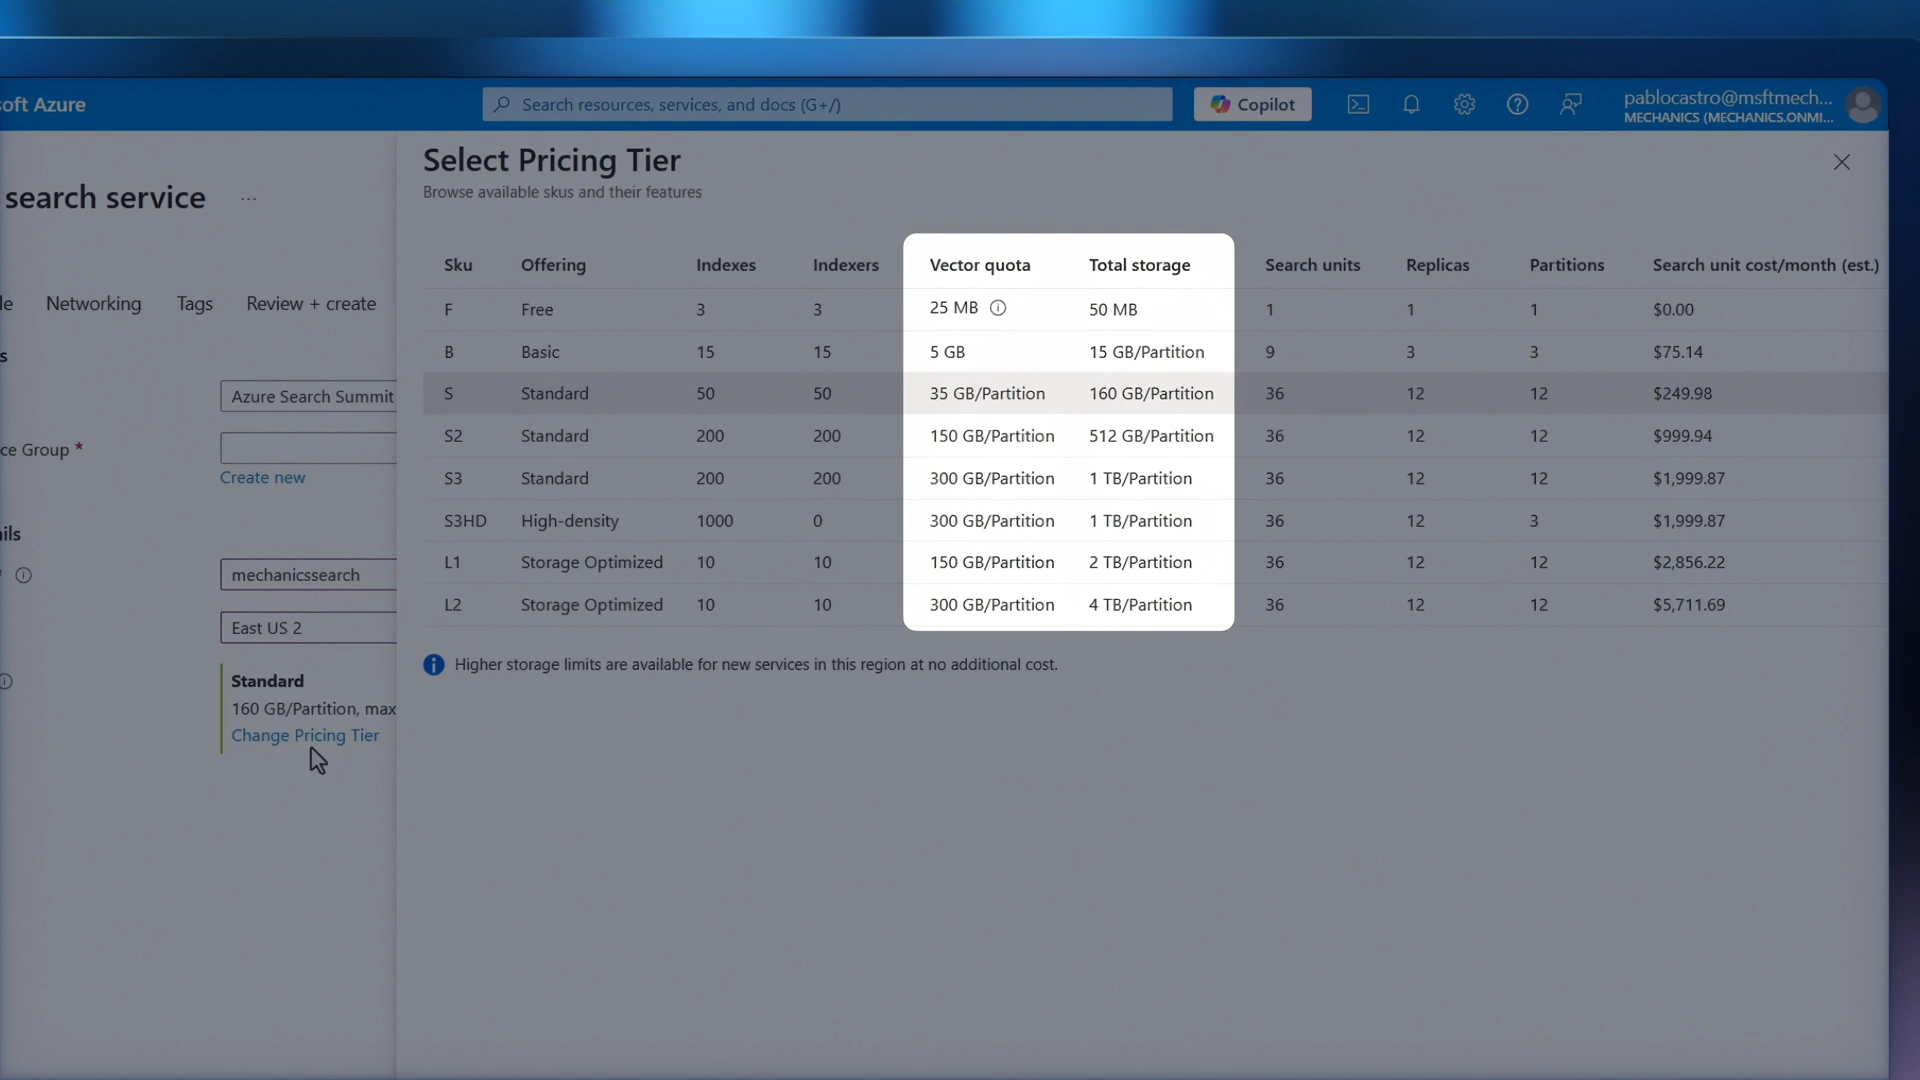 soft Azure
Search resources, services, and docs (G+/)
Copilot
pablocastro@msftmech...
MECHANICS (MECHANICS.ONMI...
search service ...
Networking Tags Review + create
Azure Search Summit
ce Group *
Create new
ils
mechanicssearch
East US 2
Standard
160 GB/Partition, max
Change Pricing Tier
Select Pricing Tier
Browse available skus and their features
Sku Offering Indexes Indexers Vector quota Total storage Search units Replicas Partitions Search unit cost/month (est.)
F Free 3 3 25 MB 50 MB 1 1 1 $0.00
B Basic 15 15 5 GB 15 GB/Partition 9 3 3 $75.14
S Standard 50 50 35 GB/Partition 160 GB/Partition 36 12 12 $249.98
S2 Standard 200 200 150 GB/Partition 512 GB/Partition 36 12 12 $999.94
S3 Standard 200 200 300 GB/Partition 1 TB/Partition 36 12 12 $1,999.87
S3HD High-density 1000 0 300 GB/Partition 1 TB/Partition 36 12 3 $1,999.87
L1 Storage Optimized 10 10 150 GB/Partition 2 TB/Partition 36 12 12 $2,856.22
L2 Storage Optimized 10 10 300 GB/Partition 4 TB/Partition 36 12 12 $5,711.69
Higher storage limits are available for new services in this region at no additional cost.